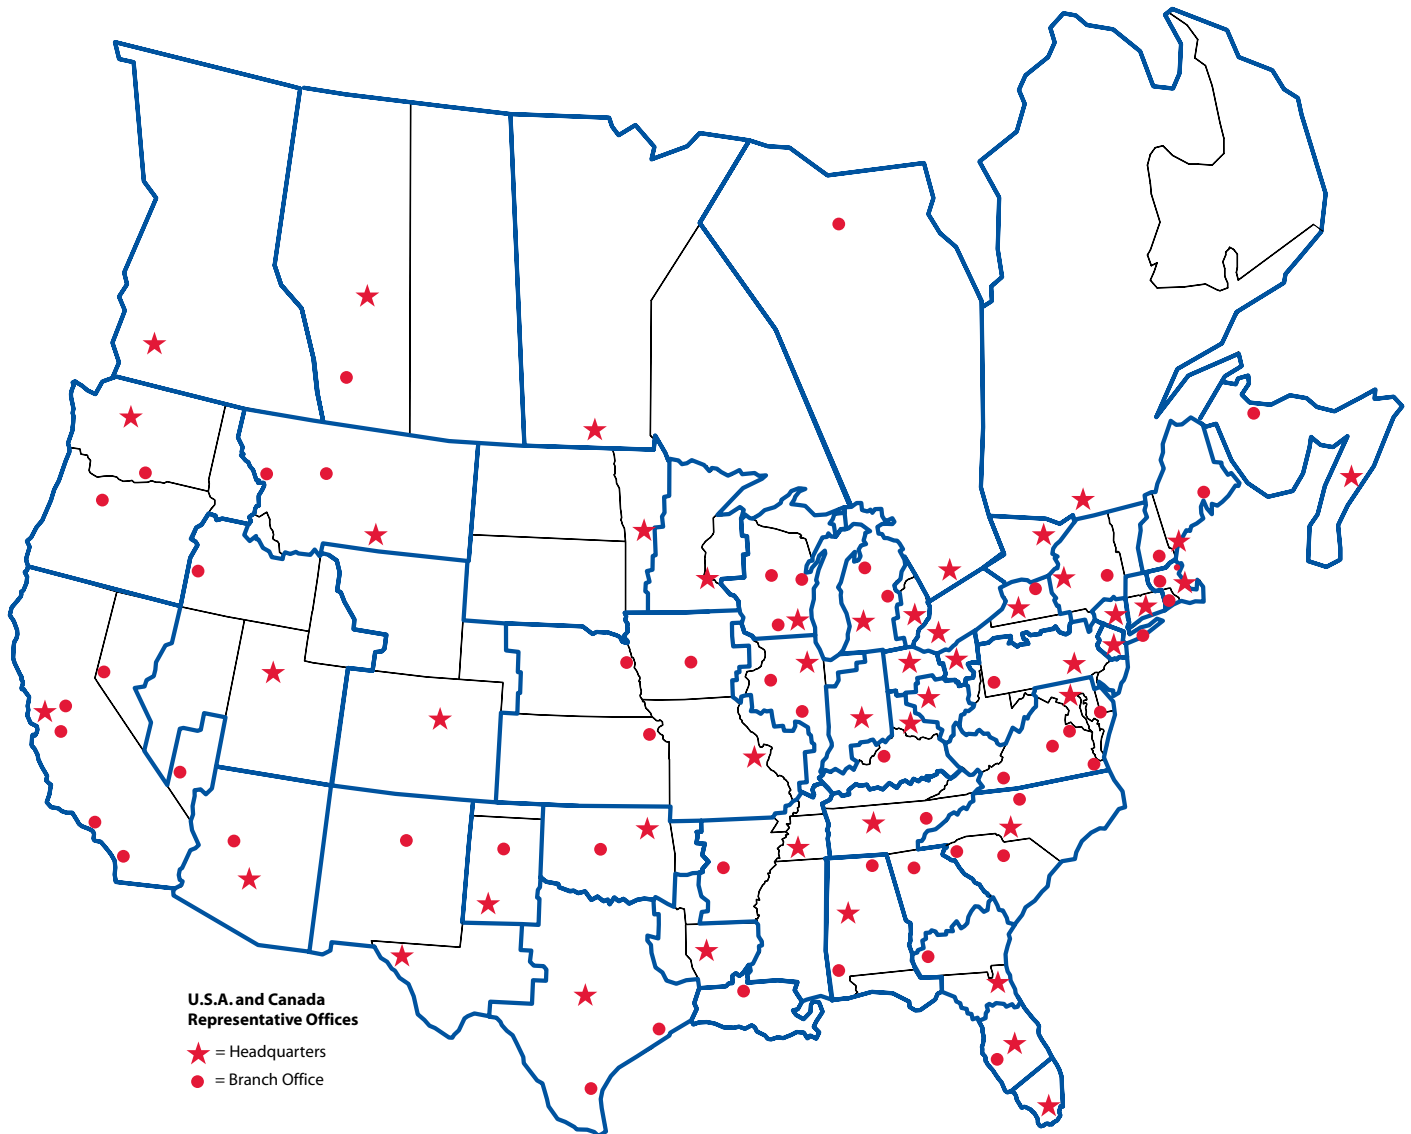 U.S.A. and Canada
Representative Offices
= Headquarters
= Branch Office